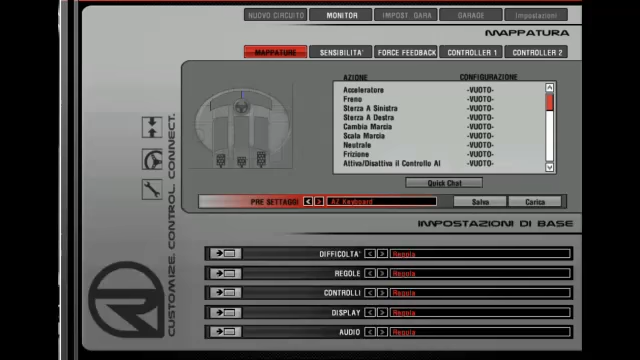 NUOVO CIRCUITO MONITOR IMPOST. GARA GARAGE Impostazioni
MAPPATURA
MAPPATURE SENSIBILITA' FORCE FEEDBACK CONTROLLER 1 CONTROLLER 2
AZIONE CONFIGURAZIONE
Acceleratore -VUOTO-
Freno -VUOTO-
Sterza A Sinistra -VUOTO-
Sterza A Destra -VUOTO-
Cambia Marcia -VUOTO-
Scala Marcia -VUOTO-
Neutrale -VUOTO-
Frizione -VUOTO-
Attiva/Disattiva il Controllo AI -VUOTO-
Quick Chat
PRE SETTAGGI < > AZ Keyboard Salva Carica
IMPOSTAZIONI DI BASE
DIFFICOLTA' < > Regola
REGOLE < > Regola
CONTROLLI < > Regola
DISPLAY < > Regola
AUDIO < > Regola
CUSTOMIZE. CONTROL. CONNECT.